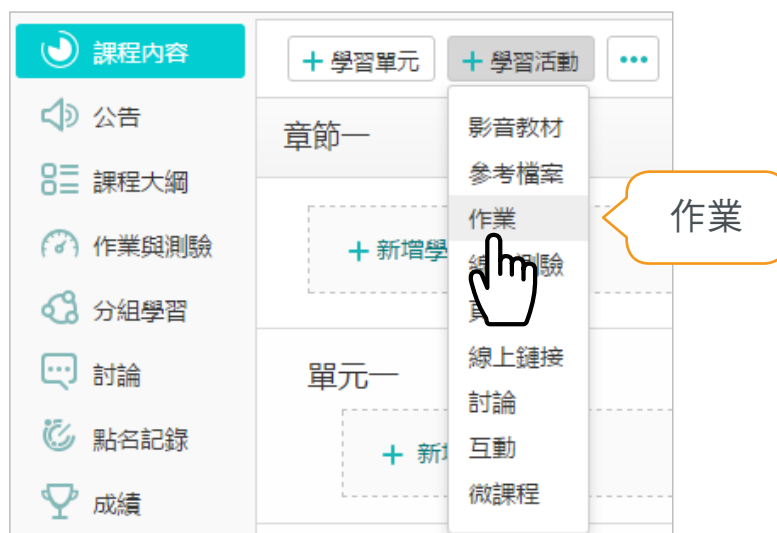 課程內容
公告
課程大綱
作業與測驗
分組學習
討論
點名記錄
成績
+ 學習單元
+ 學習活動
•••
章節一
+ 新增學
單元一
+ 新
影音教材
參考檔案
作業
驗
線上鏈接
討論
互動
微課程
作業